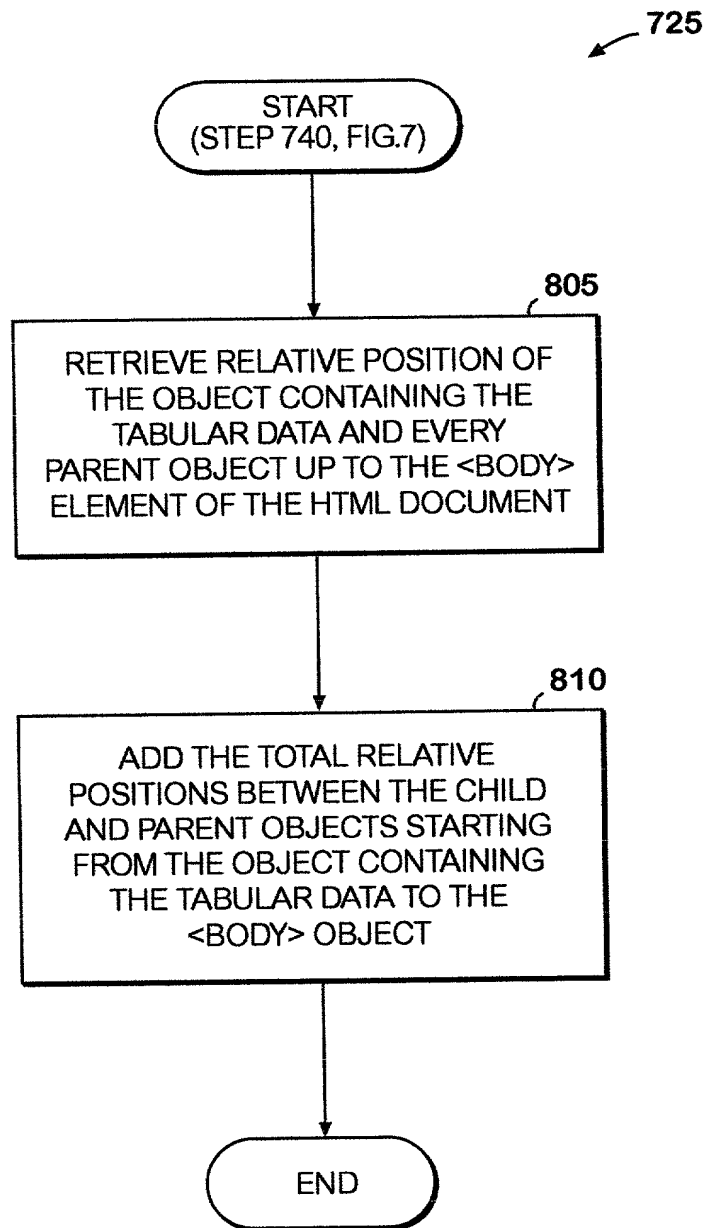 725
START
(STEP 740, FIG.7)
805
RETRIEVE RELATIVE POSITION OF
THE OBJECT CONTAINING THE
TABULAR DATA AND EVERY
PARENT OBJECT UP TO THE <BODY>
ELEMENT OF THE HTML DOCUMENT
810
ADD THE TOTAL RELATIVE
POSITIONS BETWEEN THE CHILD
AND PARENT OBJECTS STARTING
FROM THE OBJECT CONTAINING
THE TABULAR DATA TO THE
<BODY> OBJECT
END